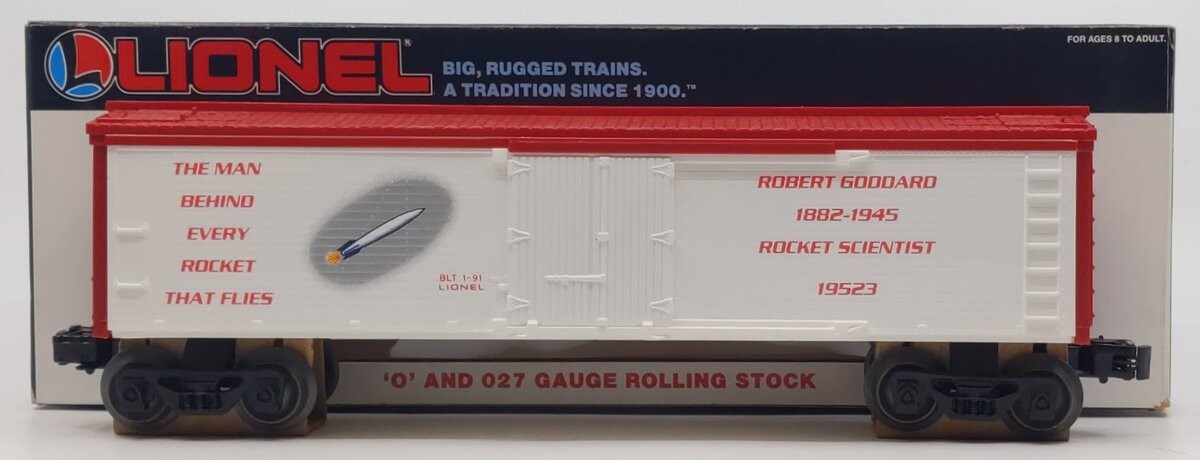 LIONEL®
BIG, RUGGED TRAINS.
A TRADITION SINCE 1900.™
FOR AGES 8 TO ADULT.
THE MAN
BEHIND
EVERY
ROCKET
THAT FLIES
BLT 1-91
LIONEL
ROBERT GODDARD
1882-1945
ROCKET SCIENTIST
19523
'O' AND 027 GAUGE ROLLING STOCK